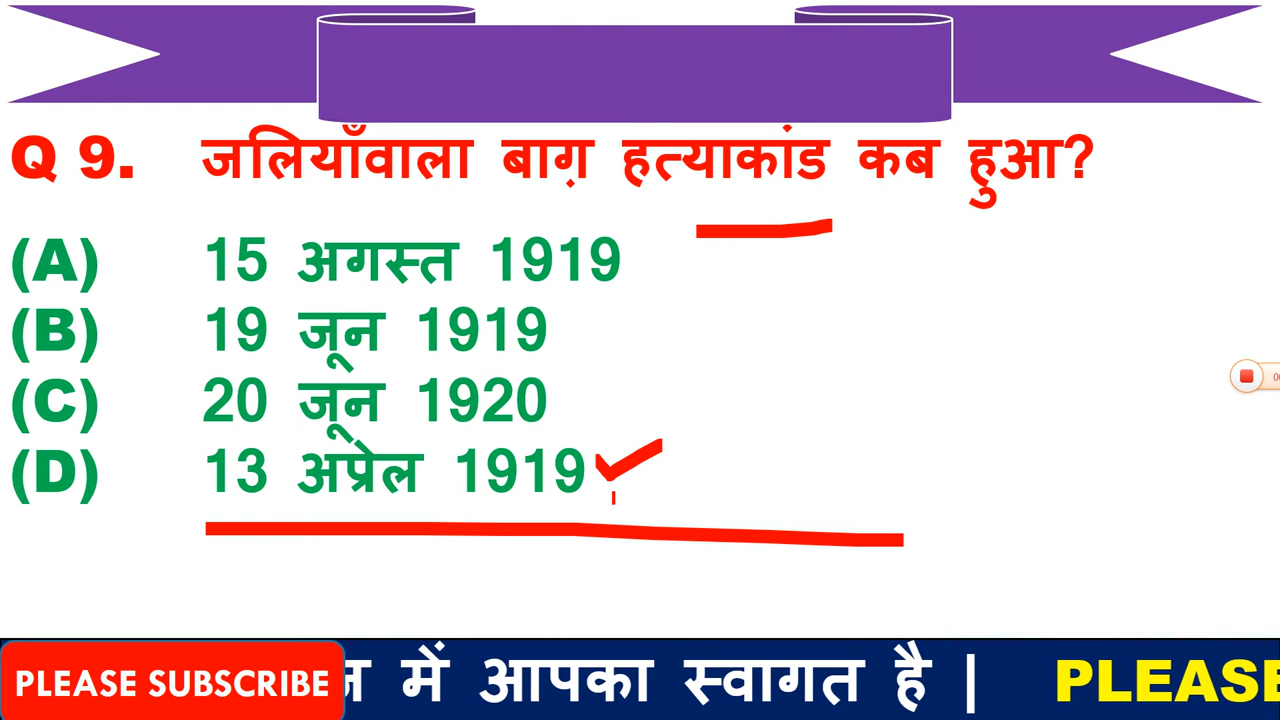 Q 9. जलियाँवाला बाग़ हत्याकांड कब हुआ?
(A) 15 अगस्त 1919
(B) 19 जून 1919
(C) 20 जून 1920
(D) 13 अप्रेल 1919
PLEASE SUBSCRIBE में आपका स्वागत है | PLEASE